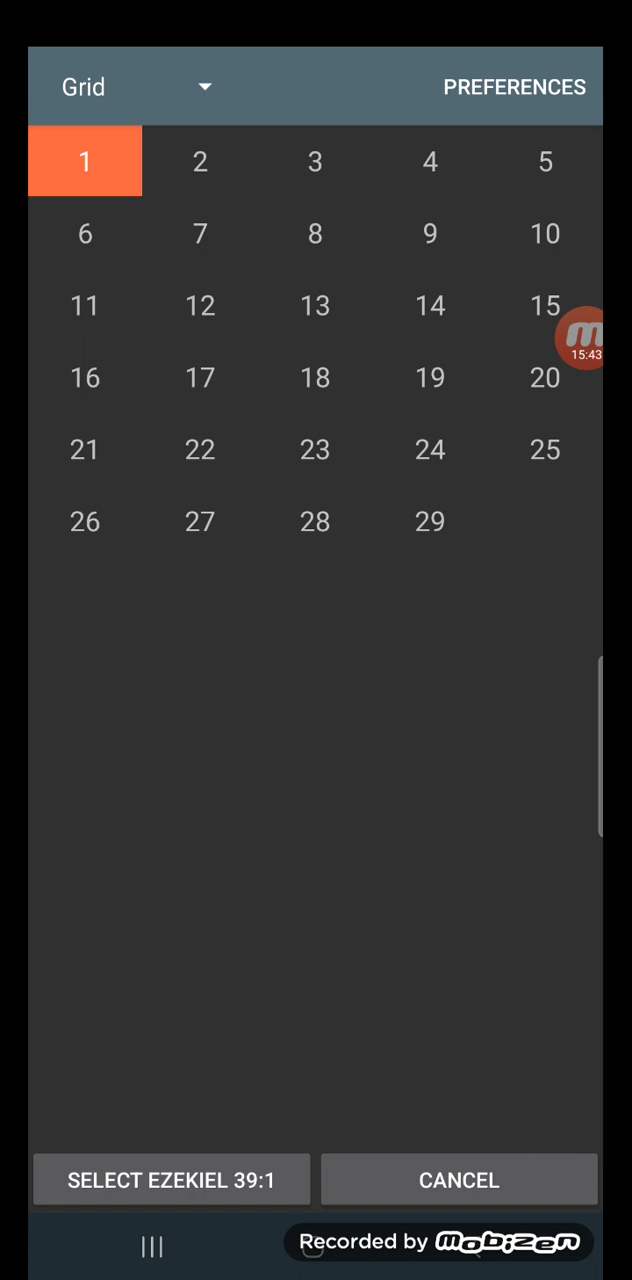 Grid PREFERENCES
1 2 3 4 5
6 7 8 9 10
11 12 13 14 15
m
15:43
16 17 18 19 20
21 22 23 24 25
26 27 28 29
SELECT EZEKIEL 39:1 CANCEL
Recorded by mobizen